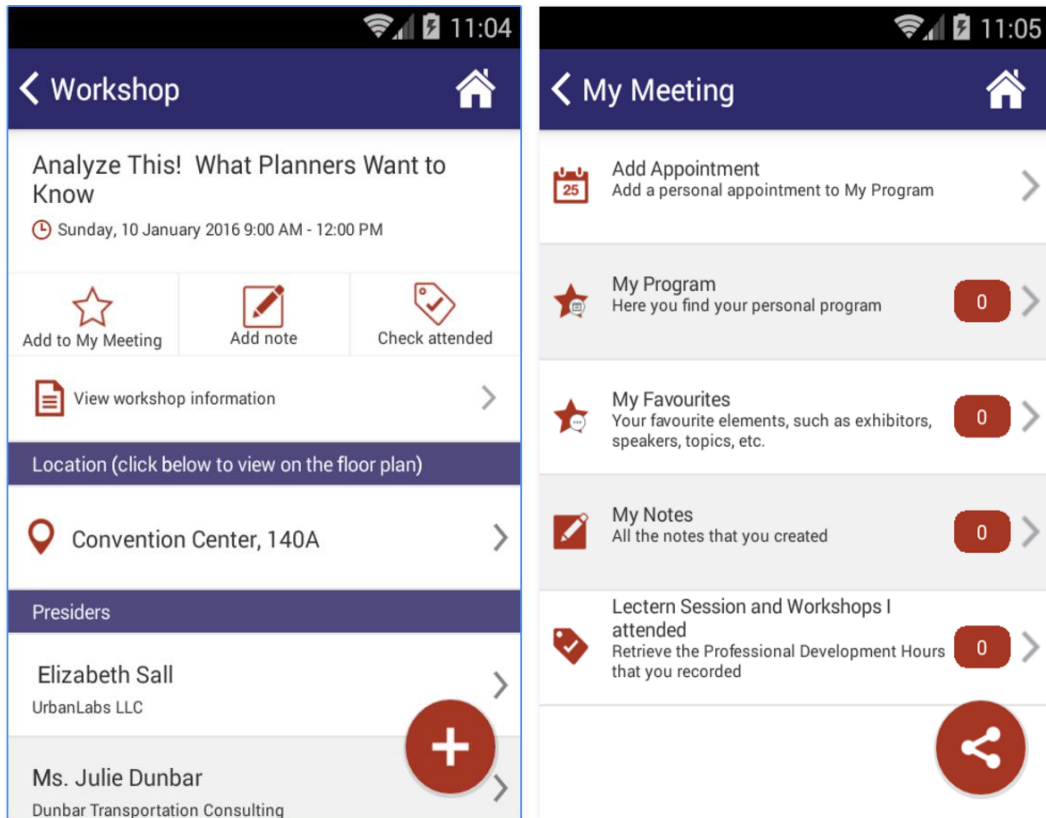 11:04
Workshop
Analyze This!  What Planners Want to
Know
Sunday, 10 January 2016 9:00 AM - 12:00 PM
Add to My Meeting
Add note
Check attended
View workshop information
Location (click below to view on the floor plan)
Convention Center, 140A
Presiders
Elizabeth Sall
UrbanLabs LLC
Ms. Julie Dunbar
Dunbar Transportation Consulting
11:05
My Meeting
25
Add Appointment
Add a personal appointment to My Program
My Program
Here you find your personal program
0
My Favourites
Your favourite elements, such as exhibitors,
speakers, topics, etc.
0
My Notes
All the notes that you created
0
Lectern Session and Workshops I
attended
Retrieve the Professional Development Hours
that you recorded
0